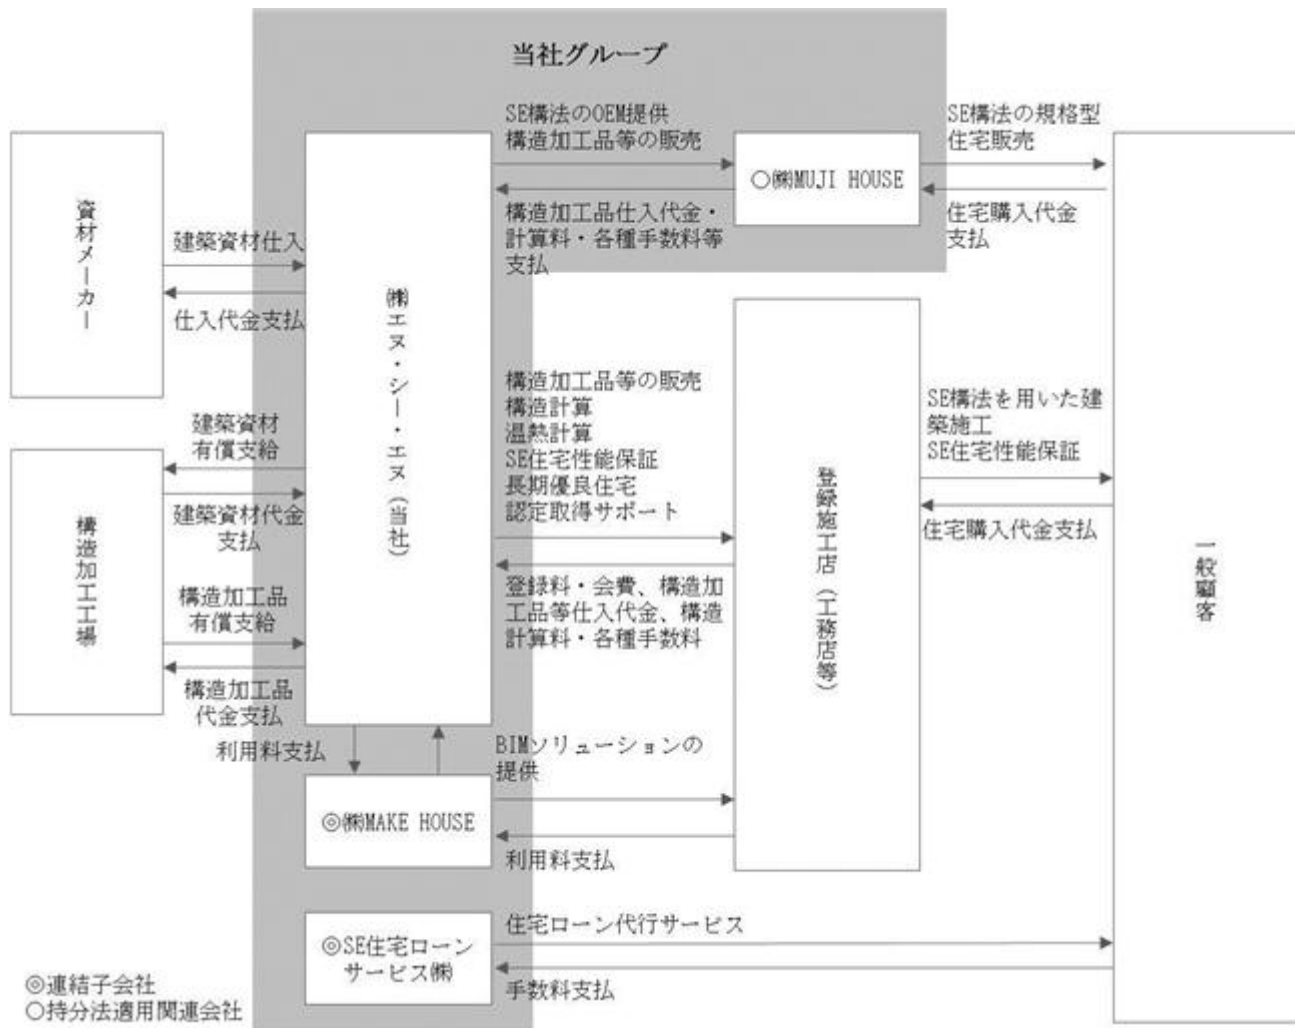 当社グループ
SE構法のOEM提供
構造加工品等の販売
SE構法の規格型
住宅販売
○㈱MUJI HOUSE
構造加工品仕入代金・
計算料・各種手数料等
支払
住宅購入代金
支払
資材メーカー
建築資材仕入
仕入代金支払
㈱エヌ・シー・エヌ（当社）
建築資材
有償支給
建築資材代金
支払
構造加工工場
構造加工品
有償支給
構造加工品
代金支払
構造加工品等の販売
構造計算
温熱計算
SE住宅性能保証
長期優良住宅
認定取得サポート
登録料・会費、構造加
工品等仕入代金、構造
計算料・各種手数料
登録施工店（工務店等）
SE構法を用いた建
築施工
SE住宅性能保証
住宅購入代金支払
一般顧客
利用料支払
BIMソリューションの
提供
◎㈱MAKE HOUSE
利用料支払
◎SE住宅ローン
サービス㈱
住宅ローン代行サービス
手数料支払
◎連結子会社
○持分法適用関連会社